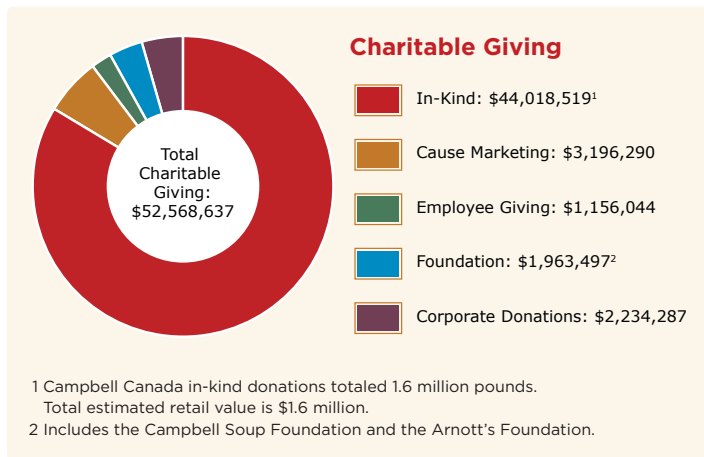 Charitable Giving
Total
Charitable
Giving:
$52,568,637
In-Kind: $44,018,519¹
Cause Marketing: $3,196,290
Employee Giving: $1,156,044
Foundation: $1,963,497²
Corporate Donations: $2,234,287
1 Campbell Canada in-kind donations totaled 1.6 million pounds.
Total estimated retail value is $1.6 million.
2 Includes the Campbell Soup Foundation and the Arnott’s Foundation.